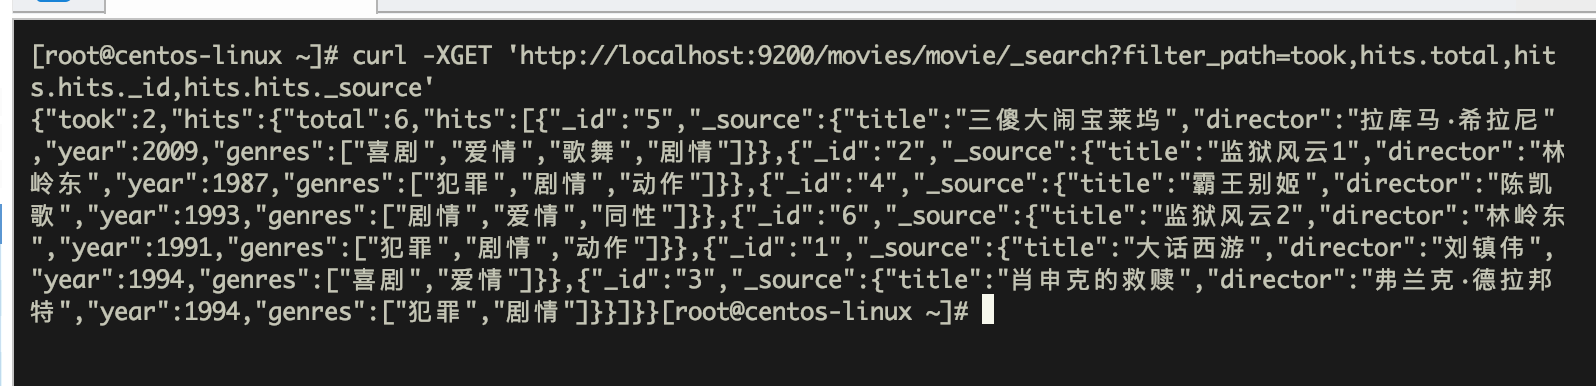 [root@centos-linux ~]# curl -XGET 'http://localhost:9200/movies/movie/_search?filter_path=took,hits.total,hit
s.hits._id,hits.hits._source'
{"took":2,"hits":{"total":6,"hits":[{"_id":"5","_source":{"title":"三傻大闹宝莱坞","director":"拉库马·希拉尼"
,"year":2009,"genres":["喜剧","爱情","歌舞","剧情"]}},{"_id":"2","_source":{"title":"监狱风云1","director":"林
岭东","year":1987,"genres":["犯罪","剧情","动作"]}},{"_id":"4","_source":{"title":"霸王别姬","director":"陈凯
歌","year":1993,"genres":["剧情","爱情","同性"]}},{"_id":"6","_source":{"title":"监狱风云2","director":"林岭东
","year":1991,"genres":["犯罪","剧情","动作"]}},{"_id":"1","_source":{"title":"大话西游","director":"刘镇伟",
"year":1994,"genres":["喜剧","爱情"]}},{"_id":"3","_source":{"title":"肖申克的救赎","director":"弗兰克·德拉邦
特","year":1994,"genres":["犯罪","剧情"]}}]}}[root@centos-linux ~]#